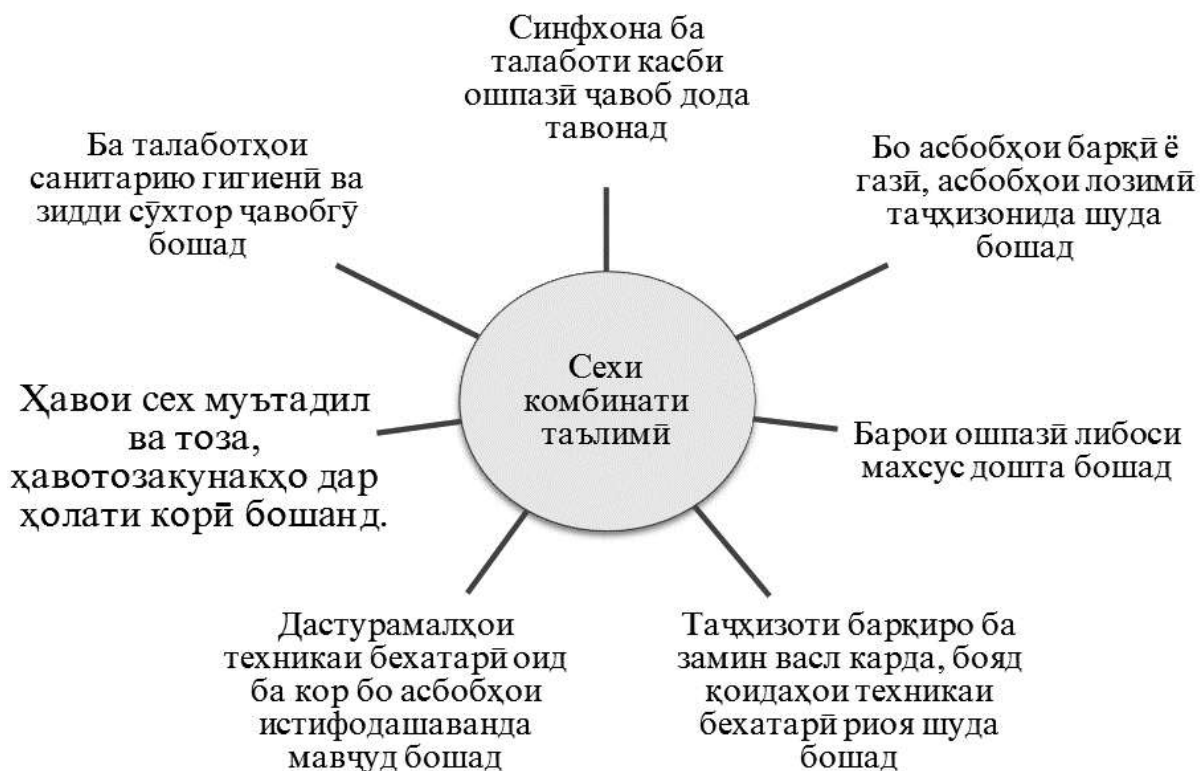 Синфхона ба
талаботи касби
ошпазӣ ҷавоб дода
тавонад
Ба талаботҳои
санитарию гигиенӣ ва
зидди сӯхтор ҷавобгӯ
бошад
Бо асбобҳои барқӣ ё
газӣ, асбобҳои лозимӣ
таҷҳизонида шуда
бошад
Сехи
комбинати
таълимӣ
Ҳавои сех муътадил
ва тоза,
ҳавотозакунакҳо дар
ҳолати корӣ бошанд.
Барои ошпазӣ либоси
махсус дошта бошад
Дастурамалҳои
техникаи бехатарӣ оид
ба кор бо асбобҳои
истифодашаванда
мавҷуд бошад
Таҷҳизоти барқиро ба
замин васл карда, бояд
қоидаҳои техникаи
бехатарӣ риоя шуда
бошад